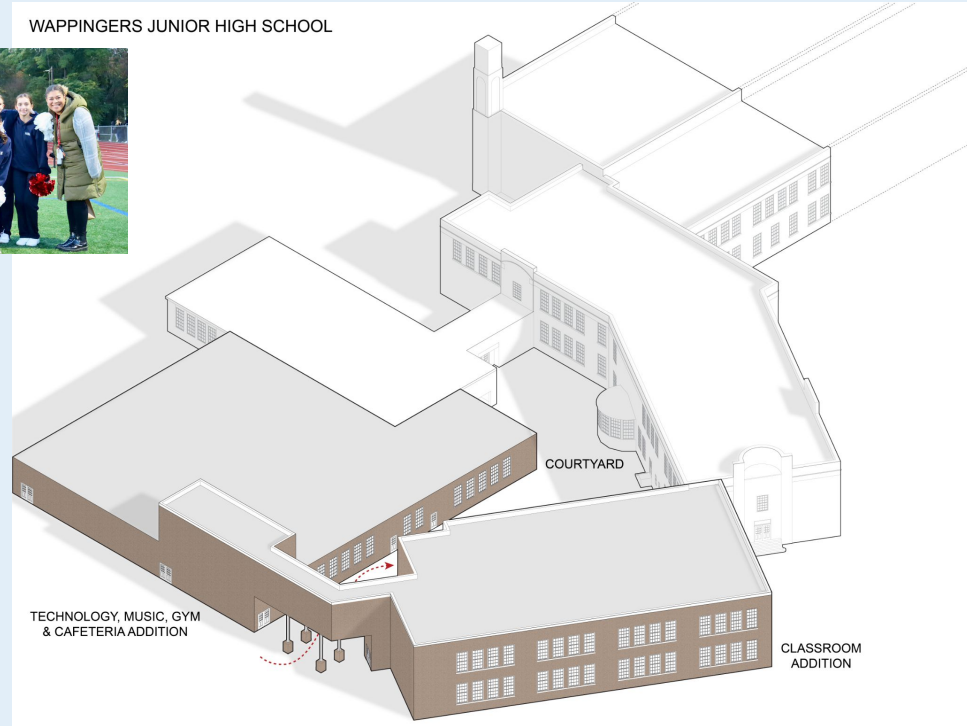 WAPPINGERS JUNIOR HIGH SCHOOL
COURTYARD
TECHNOLOGY, MUSIC, GYM
& CAFETERIA ADDITION
CLASSROOM
ADDITION